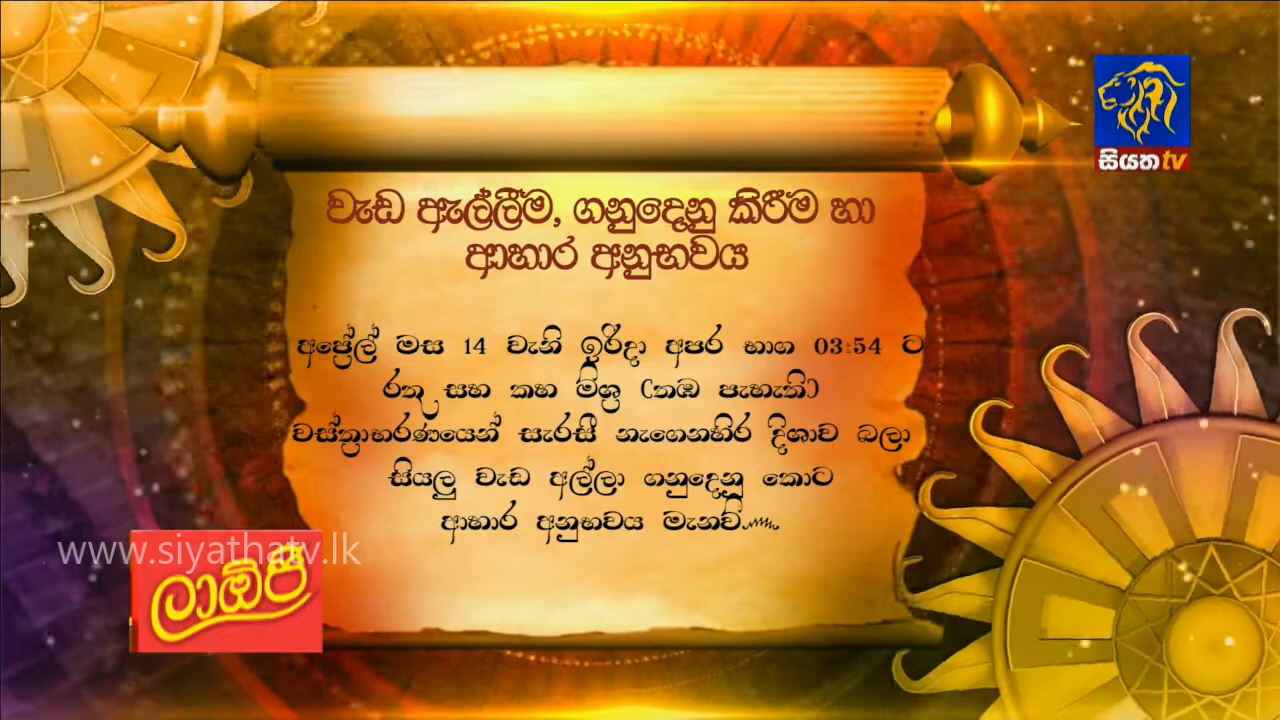 සියත tv
වැඩ ඇල්ලීම, ගනුදෙනු කිරීම හා
ආහාර අනුභවය
අප්‍රේල් මස 14 වැනි ඉරිදා අපර භාග 03:54 ට
රතු සහ කහ මිශ්‍ර (තඹ පැහැති)
වස්ත්‍රාභරණයෙන් සැරසී නැගෙනහිර දිශාව බලා
සියලු වැඩ අල්ලා ගනුදෙනූ කොට
ආහාර අනුභවය මැනවි
www.siyathatv.lk
ලාඔජි